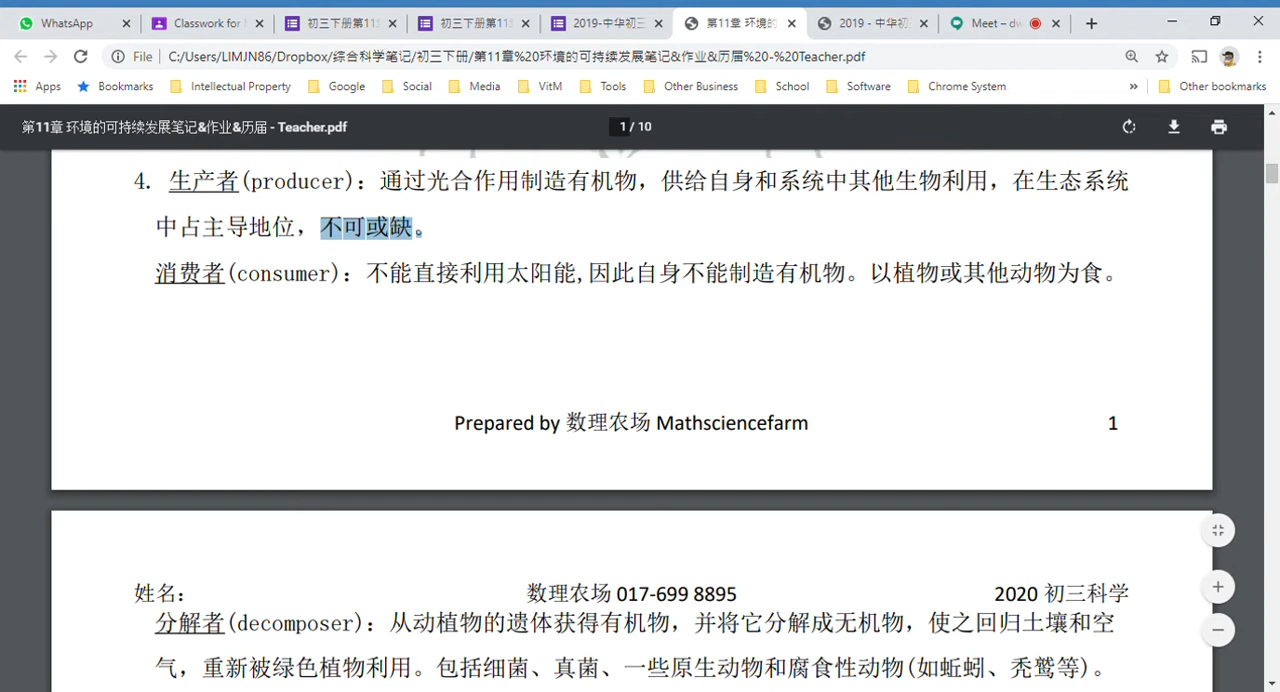 WhatsApp
Classwork for
初三下册第11
初三下册第11
2019-中华初三
第11章 环境的
2019 - 中华初
Meet – dw
File
C:/Users/LIMJN86/Dropbox/综合科学笔记/初三下册/第11章%20环境的可持续发展笔记&作业&历届%20-%20Teacher.pdf
Apps
Bookmarks
Intellectual Property
Google
Social
Media
VitM
Tools
Other Business
School
Software
Chrome System
»
Other bookmarks
第11章 环境的可持续发展笔记&作业&历届 - Teacher.pdf
1 / 10
4. 生产者(producer)：通过光合作用制造有机物，供给自身和系统中其他生物利用，在生态系统
中占主导地位，不可或缺。
消费者(consumer)：不能直接利用太阳能,因此自身不能制造有机物。以植物或其他动物为食。
Prepared by 数理农场 Mathsciencefarm 1
姓名: 数理农场 017-699 8895 2020 初三科学
分解者(decomposer)：从动植物的遗体获得有机物，并将它分解成无机物，使之回归土壤和空
气，重新被绿色植物利用。包括细菌、真菌、一些原生动物和腐食性动物(如蚯蚓、秃鹫等)。